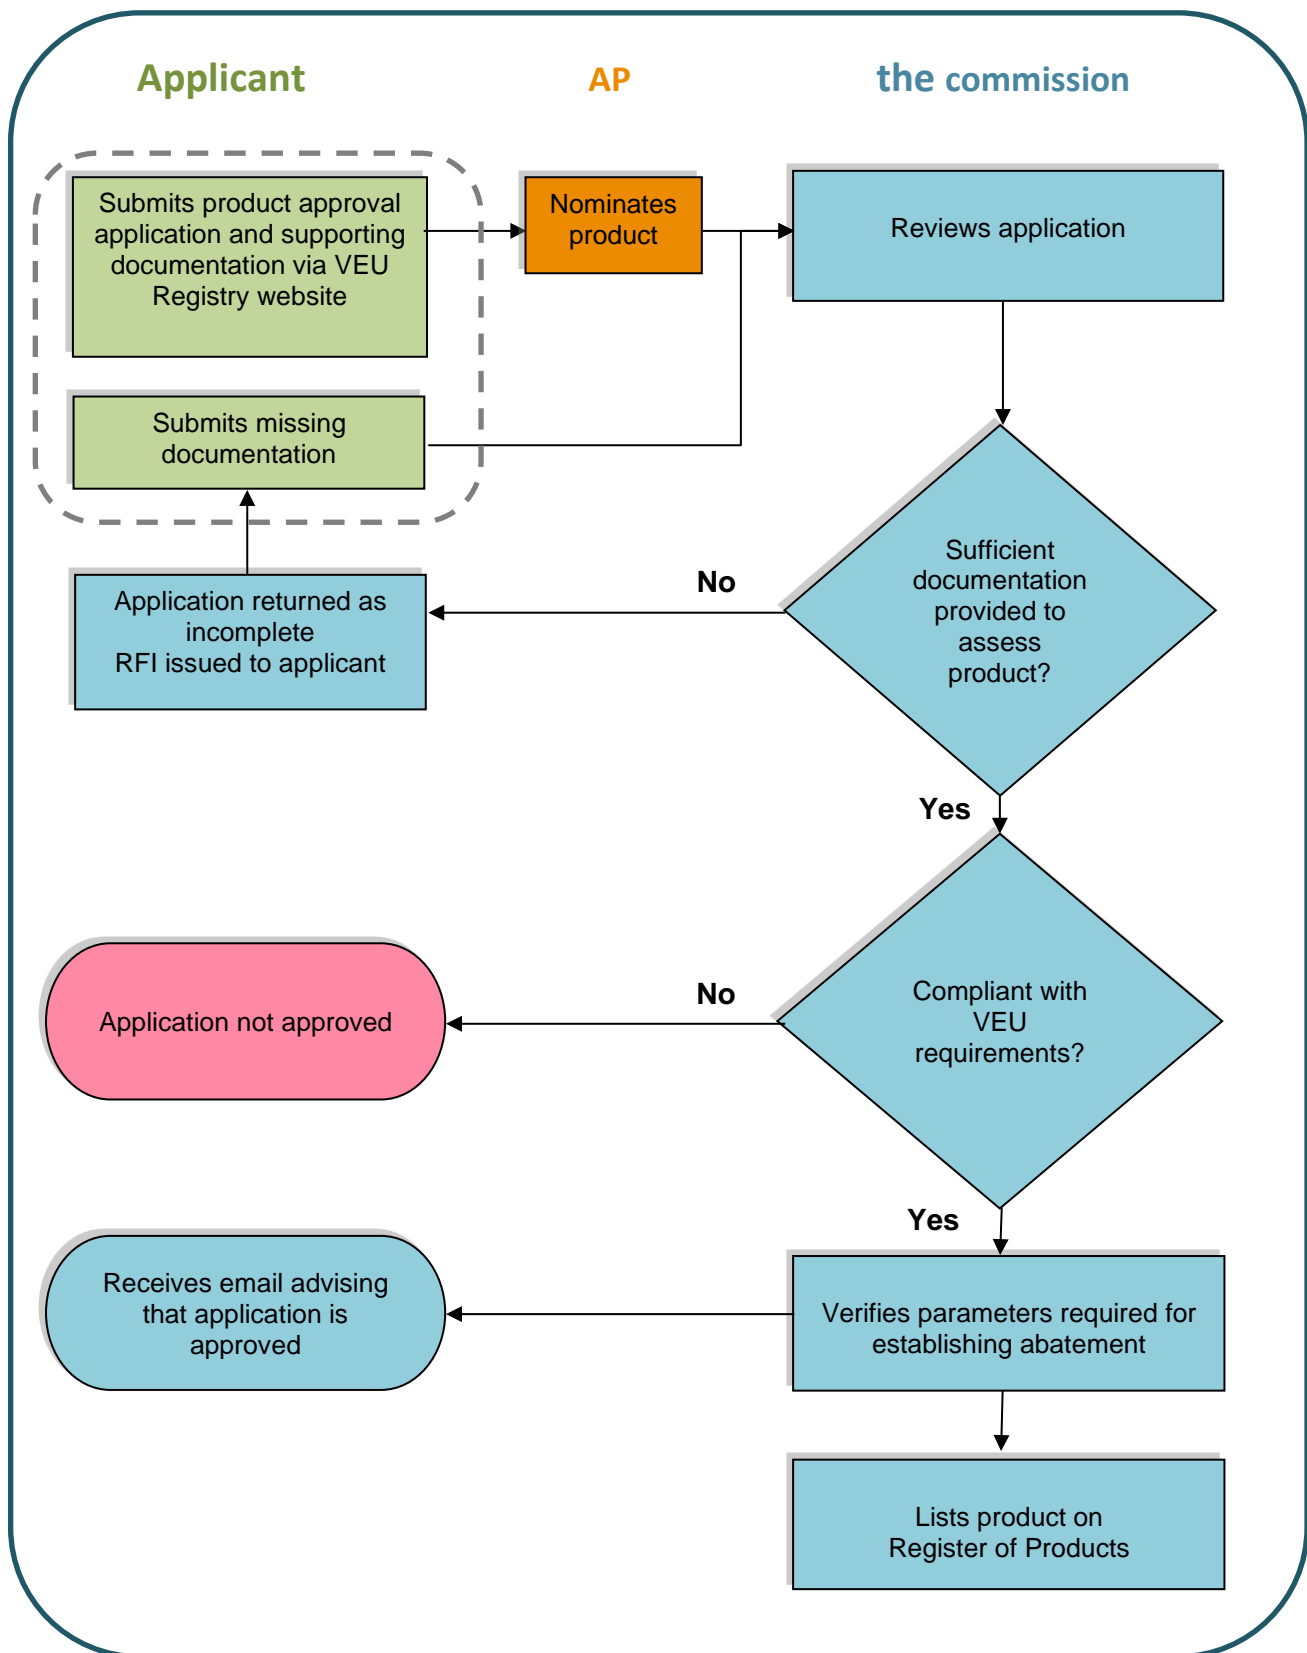 Applicant
AP
the commission
Submits product approval
application and supporting
documentation via VEU
Registry website
Nominates
product
Reviews application
Submits missing
documentation
Sufficient
documentation
provided to
assess
product?
No
Application returned as
incomplete
RFI issued to applicant
Yes
Compliant with
VEU
requirements?
No
Application not approved
Yes
Receives email advising
that application is
approved
Verifies parameters required for
establishing abatement
Lists product on
Register of Products